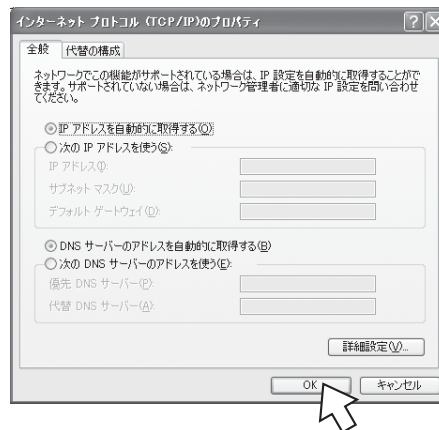 インターネット プロトコル (TCP/IP)のプロパティ
全般 代替の構成
ネットワークでこの機能がサポートされている場合は、IP 設定を自動的に取得することがで
きます。サポートされていない場合は、ネットワーク管理者に適切な IP 設定を問い合わせ
てください。
IP アドレスを自動的に取得する(O)
次の IP アドレスを使う(S):
IP アドレス(I):
サブネット マスク(U):
デフォルト ゲートウェイ(D):
DNS サーバーのアドレスを自動的に取得する(B)
次の DNS サーバーのアドレスを使う(E):
優先 DNS サーバー(P):
代替 DNS サーバー(A):
詳細設定(V)...
OK キャンセル